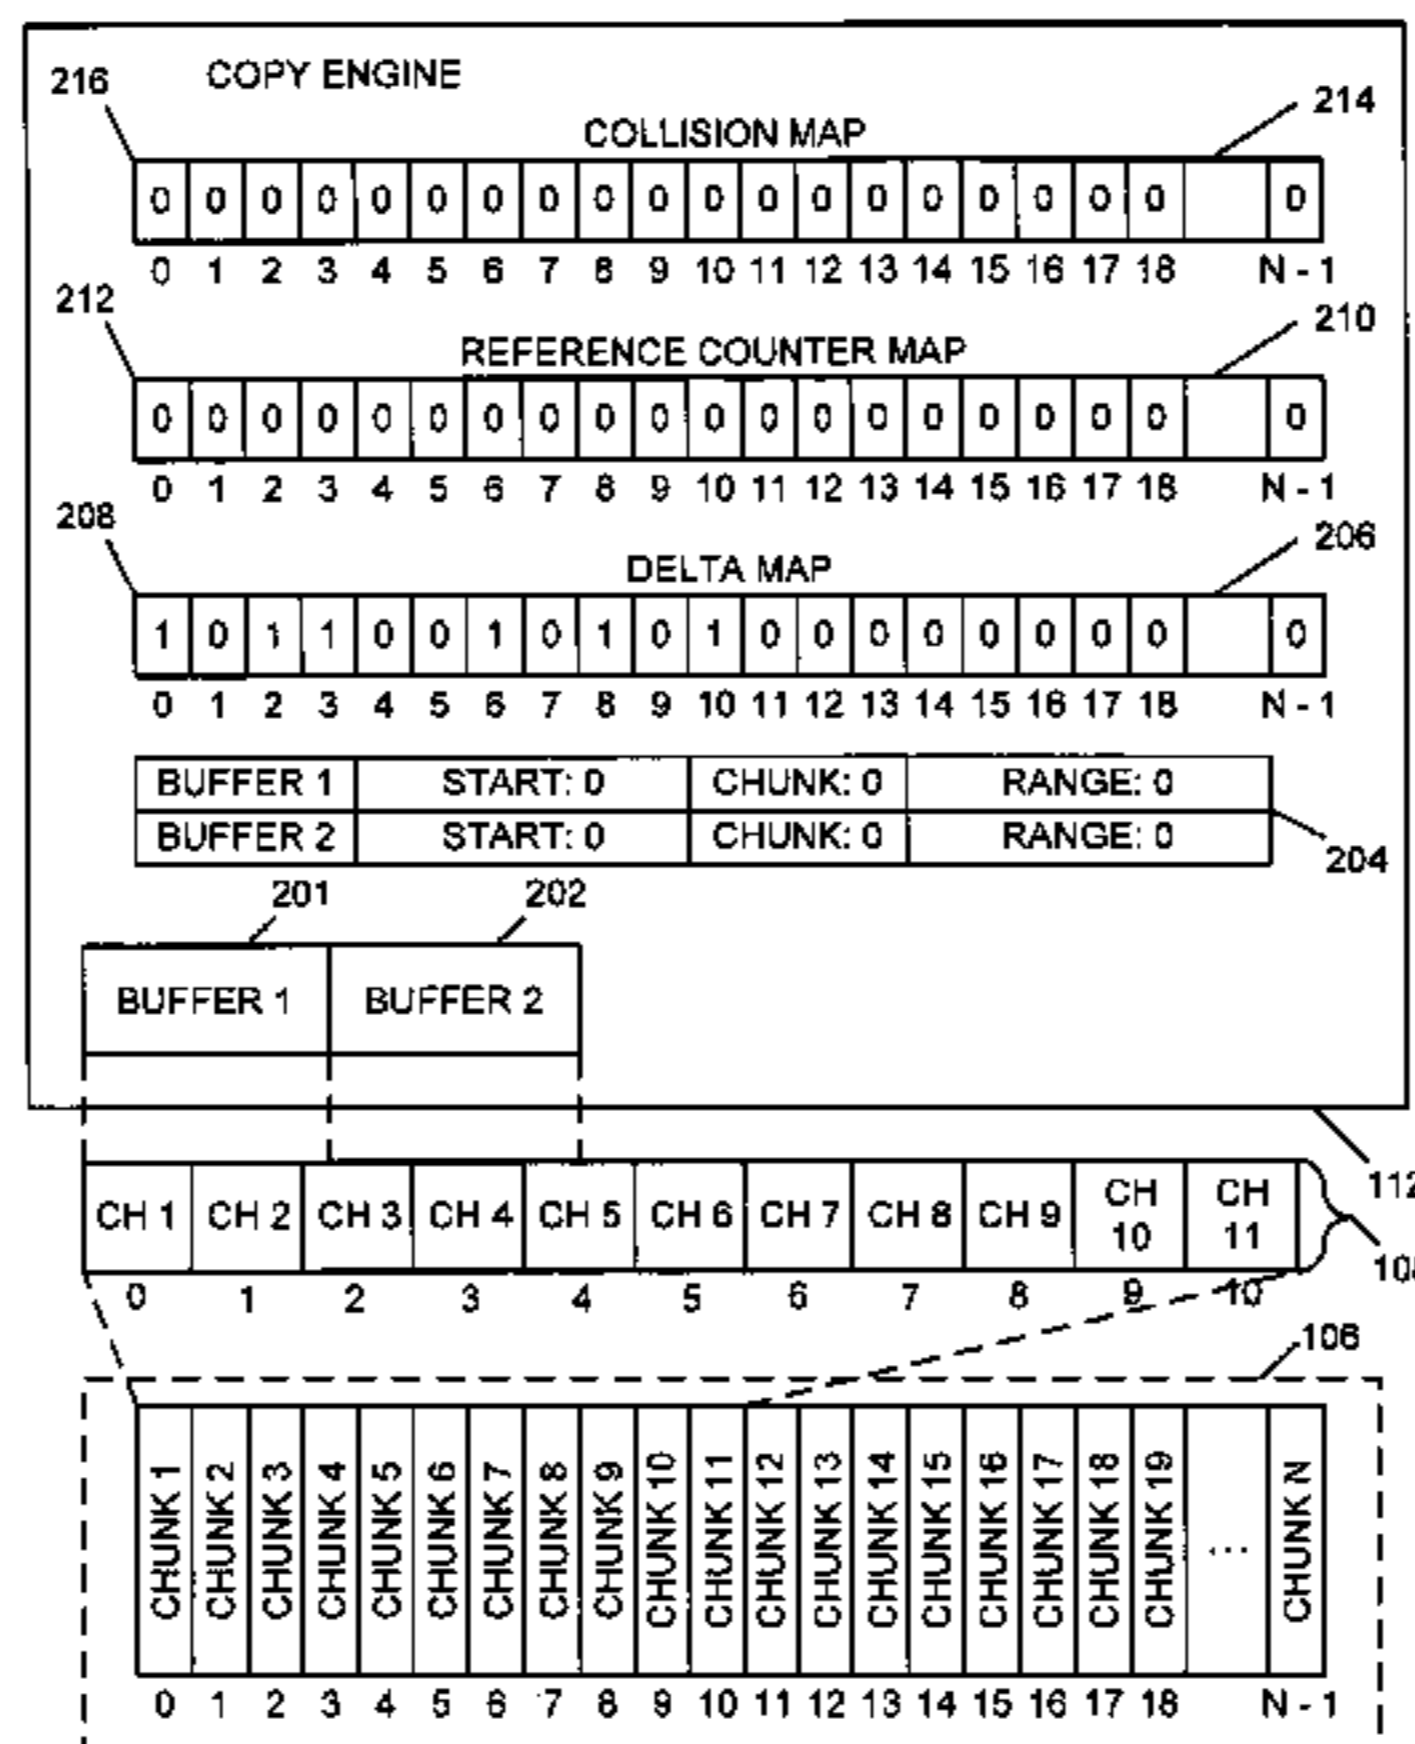 COPY ENGINE
216
214
COLLISION MAP
0 0 0 0 0 0 0 0 0 0 0 0 0 0 0 0 0 0 0 0
0 1 2 3 4 5 6 7 8 9 10 11 12 13 14 15 16 17 18 N - 1
212
210
REFERENCE COUNTER MAP
0 0 0 0 0 0 0 0 0 0 0 0 0 0 0 0 0 0 0 0
0 1 2 3 4 5 6 7 8 9 10 11 12 13 14 15 16 17 18 N - 1
208
206
DELTA MAP
1 0 1 1 0 0 1 0 1 0 1 0 0 0 0 0 0 0 0 0
0 1 2 3 4 5 6 7 8 9 10 11 12 13 14 15 16 17 18 N - 1
BUFFER 1 START: 0 CHUNK: 0 RANGE: 0
BUFFER 2 START: 0 CHUNK: 0 RANGE: 0
204
201 202
BUFFER 1 BUFFER 2
112
CH 1 CH 2 CH 3 CH 4 CH 5 CH 6 CH 7 CH 8 CH 9 CH 10 CH 11
0 1 2 3 4 5 6 7 8 9 10
106
CHUNK 1 CHUNK 2 CHUNK 3 CHUNK 4 CHUNK 5 CHUNK 6 CHUNK 7 CHUNK 8 CHUNK 9 CHUNK 10 CHUNK 11 CHUNK 12 CHUNK 13 CHUNK 14 CHUNK 15 CHUNK 16 CHUNK 17 CHUNK 18 CHUNK 19 ... CHUNK N
0 1 2 3 4 5 6 7 8 9 10 11 12 13 14 15 16 17 18 N - 1